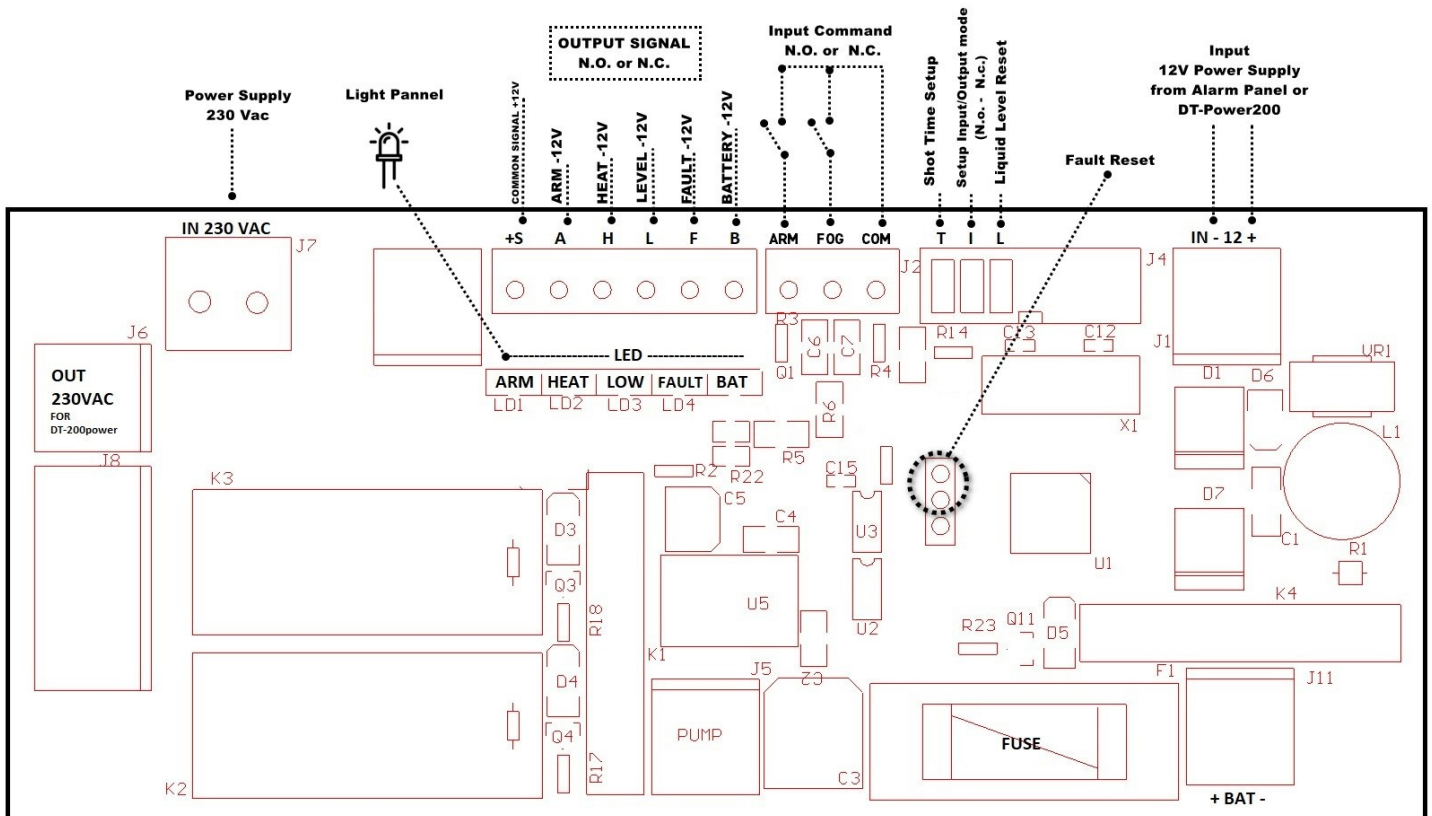 OUTPUT SIGNAL
N.O. or N.C.
Input Command
N.O. or N.C.
Input
12V Power Supply
from Alarm Panel or
DT-Power200
Power Supply
230 Vac
Light Pannel
COMMON SIGNAL +12V
ARM -12V
HEAT -12V
LEVEL -12V
FAULT -12V
BATTERY -12V
Shot Time Setup
Setup Input/Output mode
(N.o. - N.c.)
Liquid Level Reset
Fault Reset
IN 230 VAC
+S A H L F B
ARM FOG COM
T I L
IN - 12 +
J7
J2
J4
J6
J1
R3
C6
C7
R4
R14
C13
C12
Q1
D1
D6
UR1
OUT
230VAC
FOR
DT-200power
LED
ARM HEAT LOW FAULT BAT
LD1 LD2 LD3 LD4
R6
X1
L1
J8
R5
R22
R2
C15
K3
C5
D3
C4
U3
D7
C1
R1
U1
Q3
R18
U5
U2
K4
R23
Q11
D5
K1
D4
C2
J5
F1
J11
Q4
R17
PUMP
C3
FUSE
K2
+ BAT -